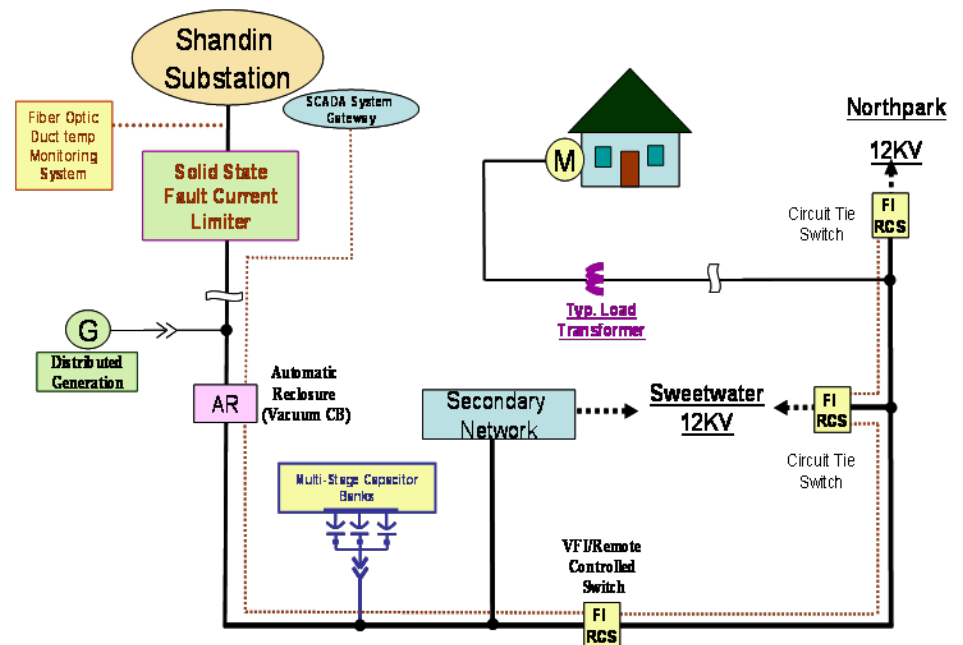 Shandin
Substation
SCADA System
Gateway
Fiber Optic
Duct temp
Monitoring
System
Solid State
Fault Current
Limiter
M
Northpark
12KV
FI
RCS
Circuit Tie
Switch
Typ. Load
Transformer
G
Distributed
Generation
AR
Automatic
Reclosure
(Vacuum CB)
Secondary
Network
Sweetwater
12KV
FI
RCS
Circuit Tie
Switch
Multi-Stage Capacitor
Banks
VFI/Remote
Controlled
Switch
FI
RCS